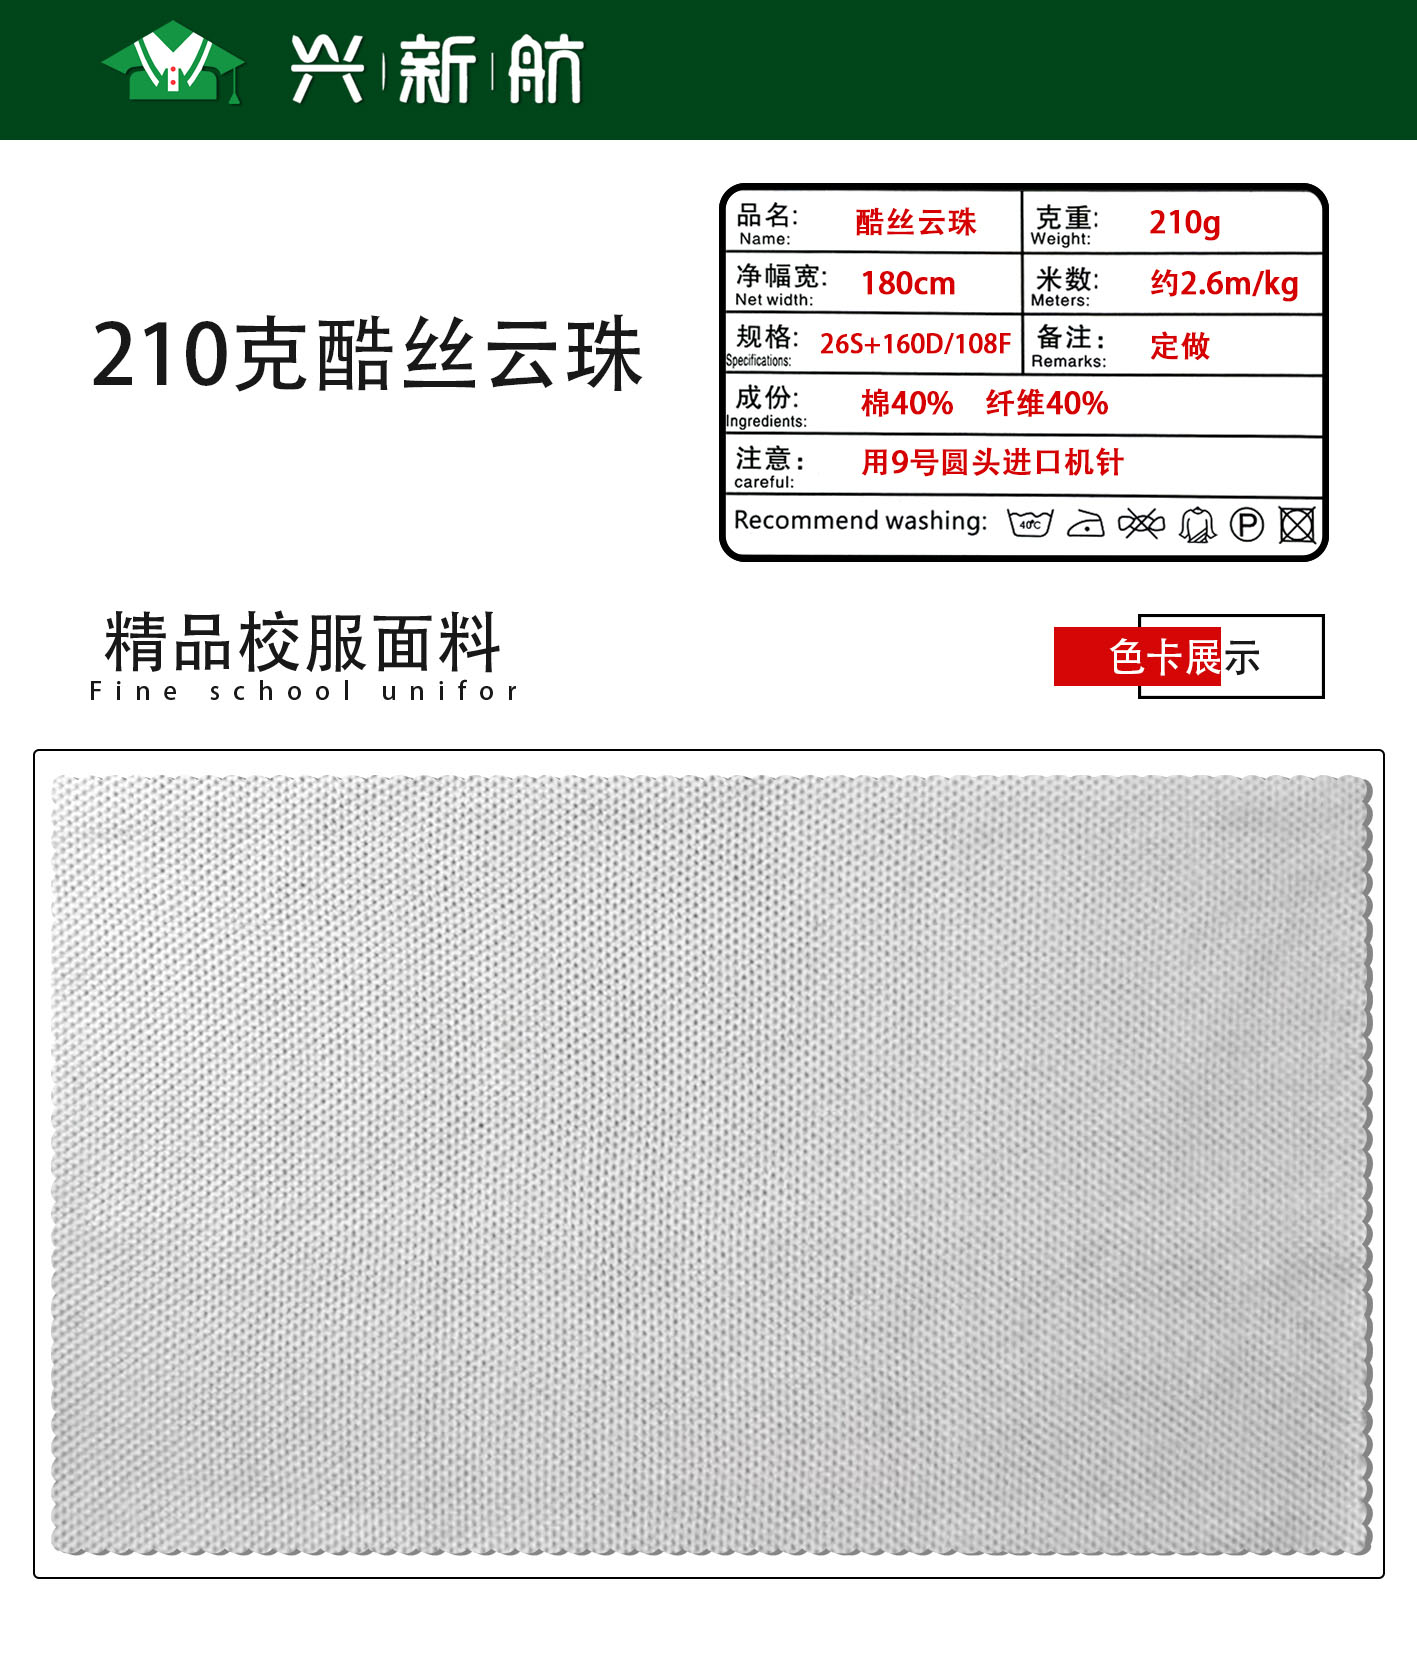 兴新航
210克酷丝云珠
品名: 酷丝云珠 克重: 210g
Name: Weight:
净幅宽: 180cm 米数: 约2.6m/kg
Net width: Meters:
规格: 26S+160D/108F 备注: 定做
Specifications: Remarks:
成份: 棉40% 纤维40%
Ingredients:
注意: 用9号圆头进口机针
careful:
Recommend washing: 40℃ P
精品校服面料
Fine school unifor
色卡展示